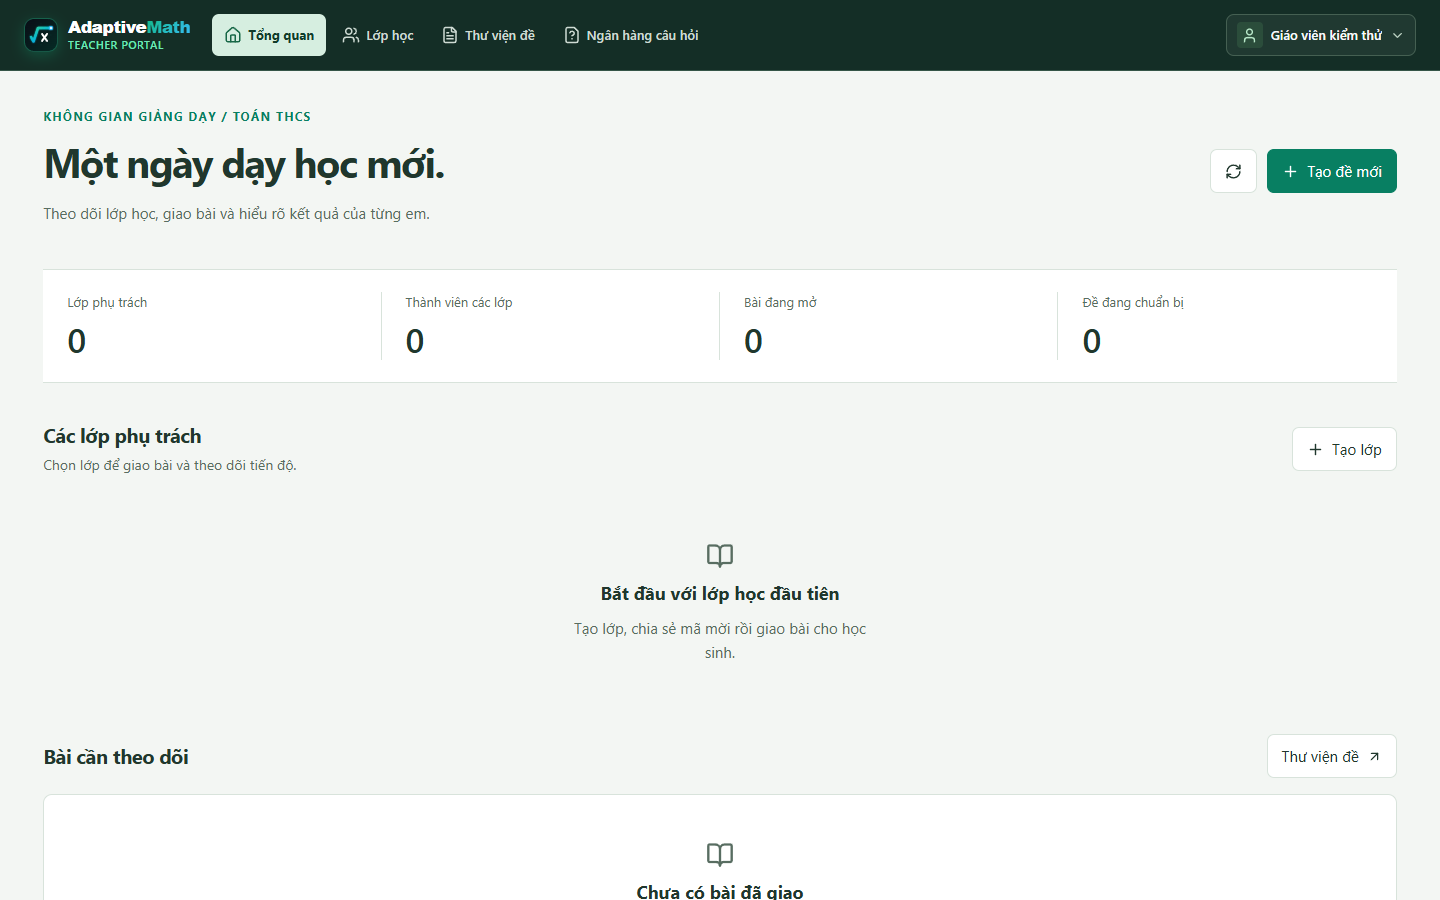 AdaptiveMath
TEACHER PORTAL
Tổng quan
Lớp học
Thư viện đề
Ngân hàng câu hỏi
Giáo viên kiểm thử
KHÔNG GIAN GIẢNG DẠY / TOÁN THCS
Một ngày dạy học mới.
Theo dõi lớp học, giao bài và hiểu rõ kết quả của từng em.
Tạo đề mới
Lớp phụ trách
0
Thành viên các lớp
0
Bài đang mở
0
Đề đang chuẩn bị
0
Các lớp phụ trách
Chọn lớp để giao bài và theo dõi tiến độ.
Tạo lớp
Bắt đầu với lớp học đầu tiên
Tạo lớp, chia sẻ mã mời rồi giao bài cho học
sinh.
Bài cần theo dõi
Thư viện đề
Chưa có bài đã giao